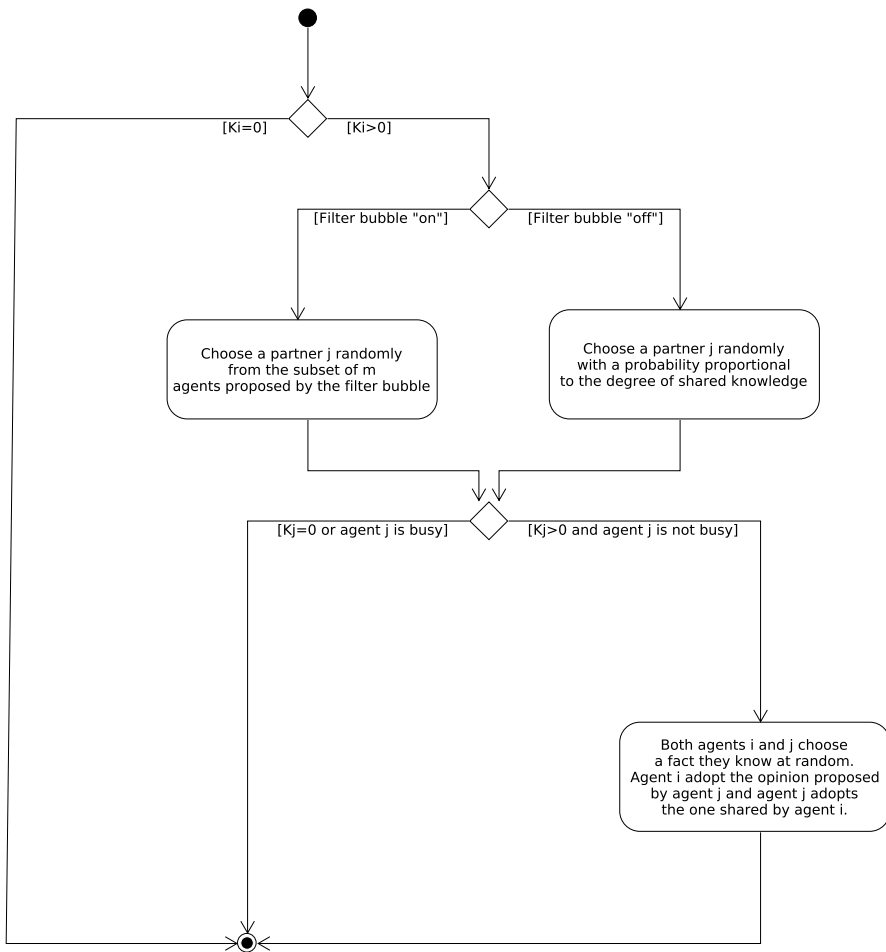 [Ki=0]
[Ki>0]
[Filter bubble "on"]
[Filter bubble "off"]
Choose a partner j randomly
from the subset of m
agents proposed by the filter bubble
Choose a partner j randomly
with a probability proportional
to the degree of shared knowledge
[Kj=0 or agent j is busy]
[Kj>0 and agent j is not busy]
Both agents i and j choose
a fact they know at random.
Agent i adopt the opinion proposed
by agent j and agent j adopts
the one shared by agent i.